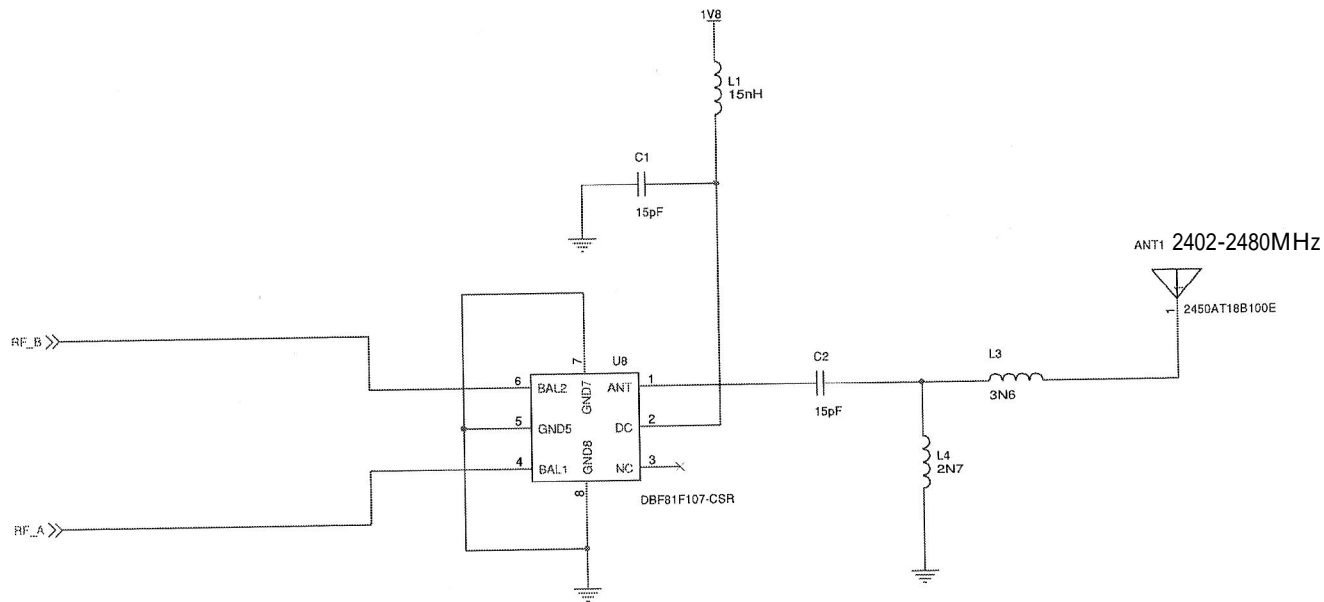 1V8
L1
15nH
C1
15pF
ANT1 2402-2480MHz
1
2450AT18B100E
RF_B
7
U8
C2
L3
6 BAL2 GND7 ANT 1
15pF
3N6
5 GND5 DC 2
4 BAL1 GND8 NC 3
L4
2N7
8
DBF81F107-CSR
RF_A